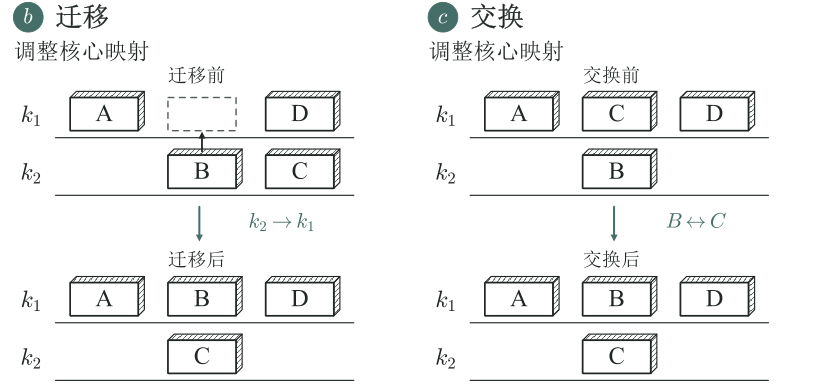 b 迁移
调整核心映射
迁移前
k1 A D
k2 B C
k2→k1
迁移后
k1 A B D
k2 C
c 交换
调整核心映射
交换前
k1 A C D
k2 B
B↔C
交换后
k1 A B D
k2 C